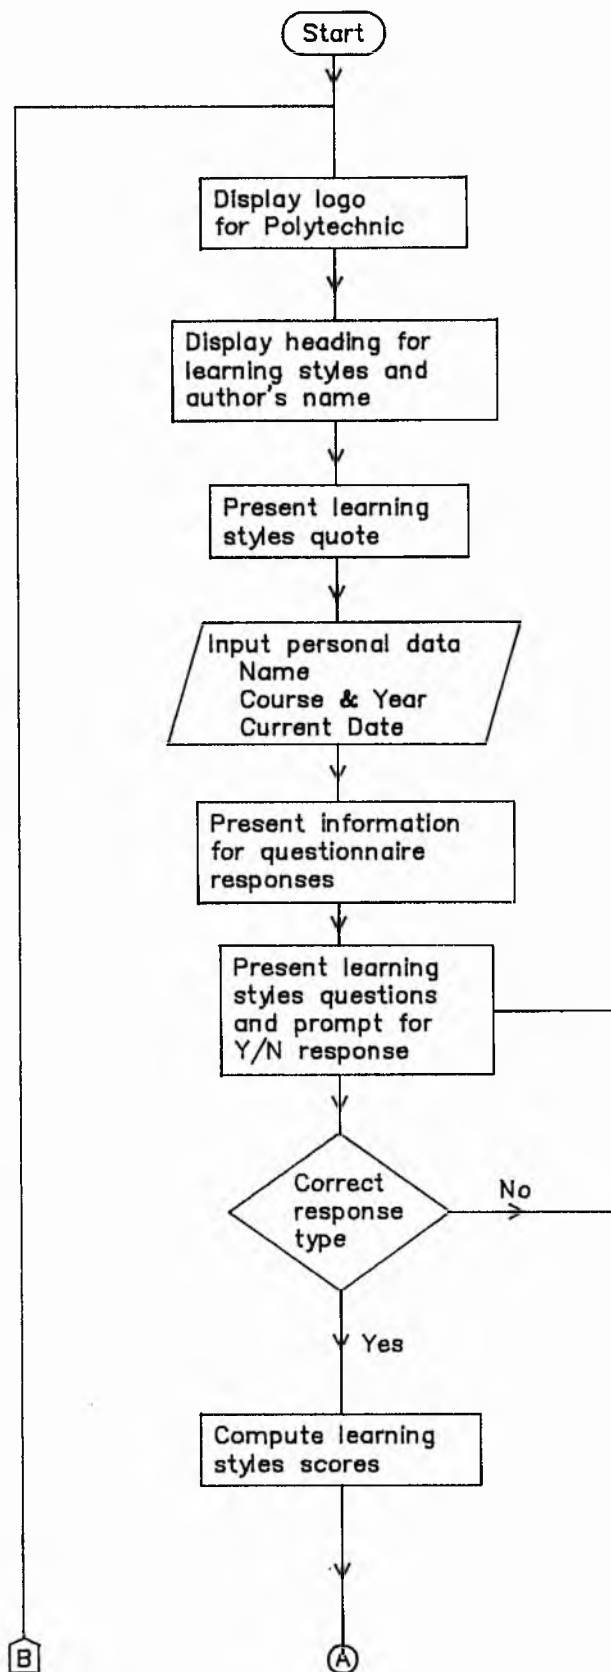 Start
Display logo
for Polytechnic
Display heading for
learning styles and
author's name
Present learning
styles quote
Input personal data
Name
Course & Year
Current Date
Present information
for questionnaire
responses
Present learning
styles questions
and prompt for
Y/N response
Correct
response
type
No
Yes
Compute learning
styles scores
B
A